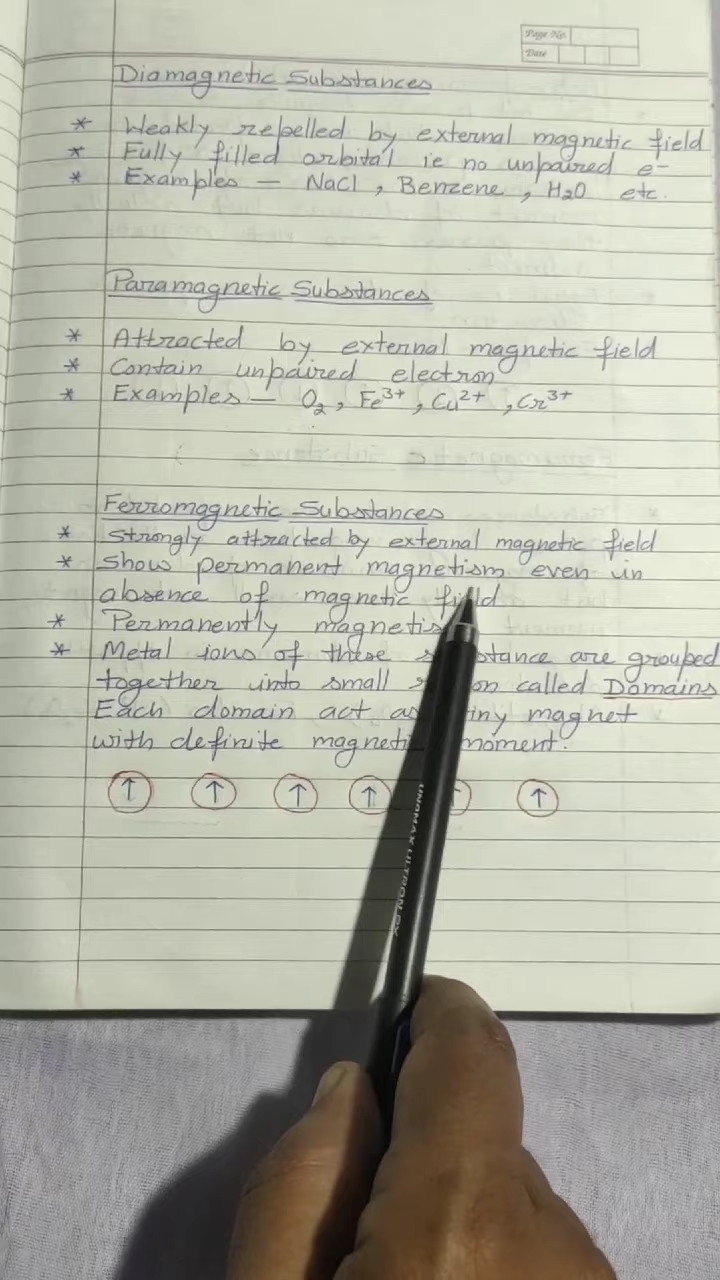 Page No.
Date
Diamagnetic Substances
* Weakly repelled by external magnetic field
* Fully filled orbital ie no unpaired e-
* Examples — NaCl, Benzene, H₂O etc.
Paramagnetic Substances
* Attracted by external magnetic field
* Contain unpaired electron
* Examples — O₂, Fe³⁺, Cu²⁺, Cr³⁺
Ferromagnetic Substances
* Strongly attracted by external magnetic field
* Show permanent magnetism even in
absence of magnetic field
* Permanently
* Metal ions of these are grouped
together into small called Domains
Each domain act as tiny magnet
with definite magnetic moment.
↑ ↑ ↑ ↑ ↑ ↑